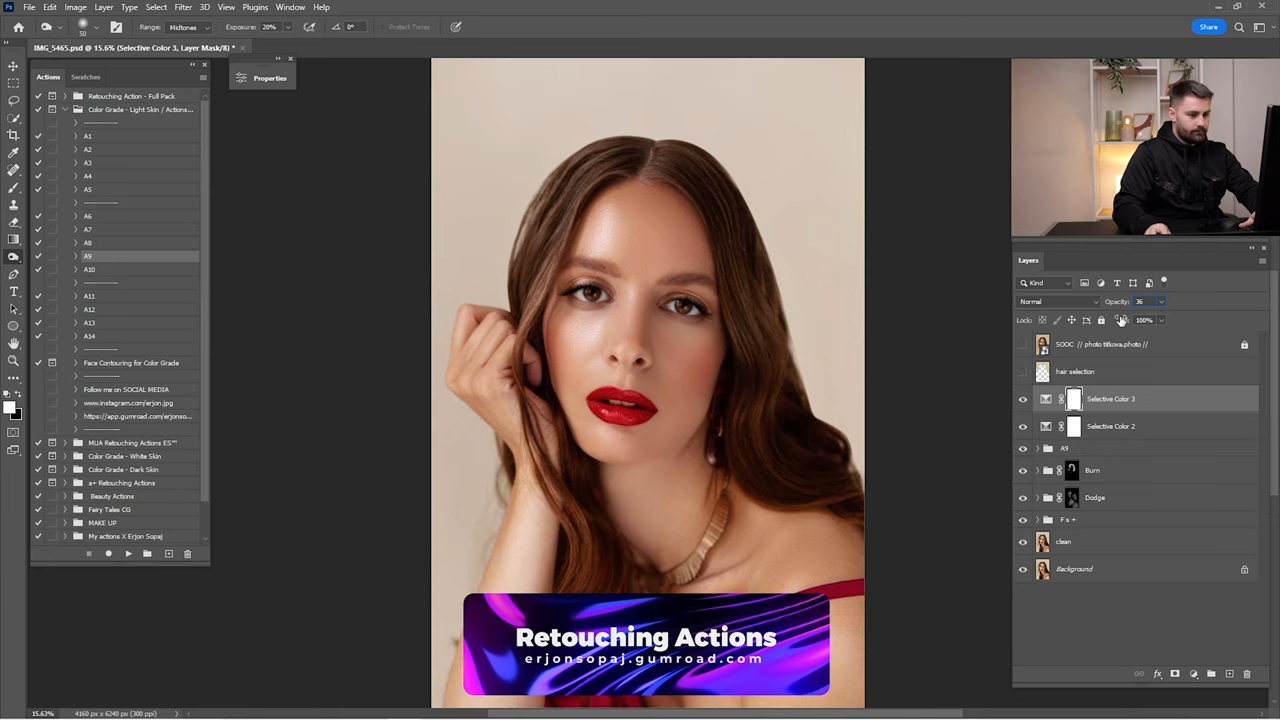 File Edit Image Layer Type Select Filter 3D View Plugins Window Help
50 Range: Midtones Exposure: 20% 0° Protect Tones Share
IMG_5465.psd @ 15.6% (Selective Color 3, Layer Mask/8) *
Actions Swatches
Properties
Retouching Action - Full Pack
Color Grade - Light Skin / Actions...
-------------
A1
A2
A3
A4
A5
-------------
A6
A7
A8
A9
A10
-------------
A11
A12
A13
A14
-------------
Face Contouring for Color Grade
-------------
Follow me on SOCIAL MEDIA
www.instagram.com/erjon.jpg
https://app.gumroad.com/erjonso...
-------------
MUA Retouching Actions ES™
Color Grade - White Skin
Color Grade - Dark Skin
a+ Retouching Actions
Beauty Actions
Fairy Tales CG
MAKE UP
My actions X Erjon Sopaj
Retouching Actions
erjonsopaj.gumroad.com
Layers
Kind
Normal Opacity: 36
Lock: 100%
SOOC // photo titkova.photo //
hair selection
Selective Color 3
Selective Color 2
A9
Burn
Dodge
F s +
clean
Background
15.63% 4160 px x 6240 px (300 ppi)